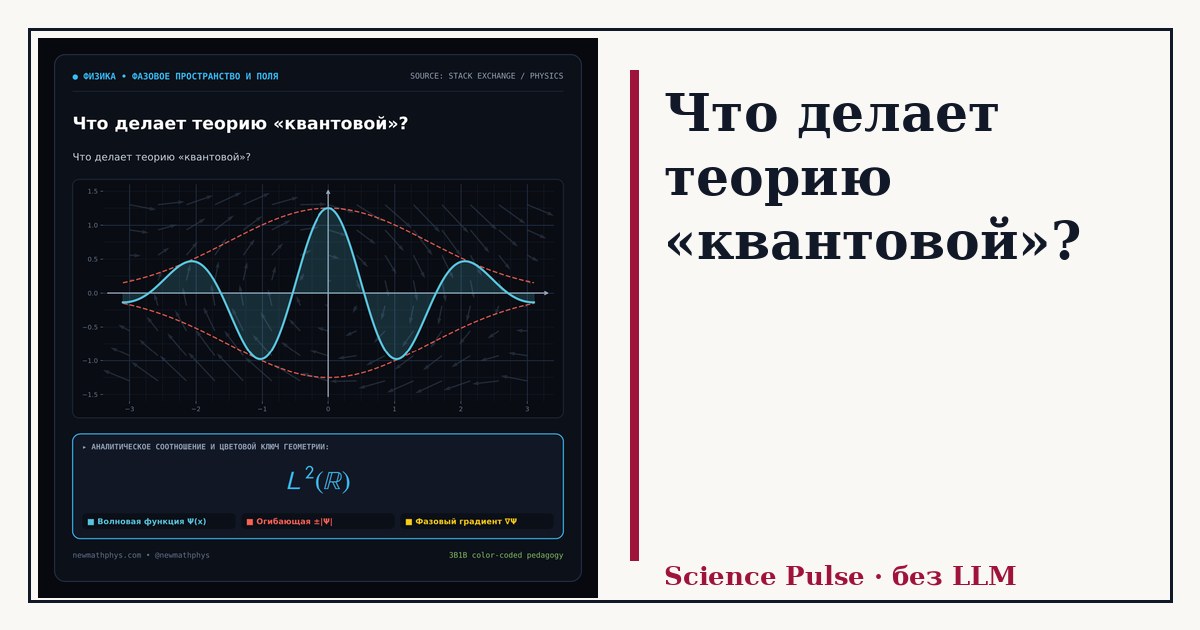 ● ФИЗИКА • ФАЗОВОЕ ПРОСТРАНСТВО И ПОЛЯ
SOURCE: STACK EXCHANGE / PHYSICS
Что делает теорию «квантовой»?
Что делает теорию «квантовой»?
1.5
1.0
0.5
0.0
−0.5
−1.0
−1.5
−3 −2 −1 0 1 2 3
▸ АНАЛИТИЧЕСКОЕ СООТНОШЕНИЕ И ЦВЕТОВОЙ КЛЮЧ ГЕОМЕТРИИ:
L²(ℝ)
■ Волновая функция Ψ(x) ■ Огибающая ±|Ψ| ■ Фазовый градиент ∇Ψ
newmathphys.com • @newmathphys
3B1B color-coded pedagogy
Что делает
теорию
«квантовой»?
Science Pulse · без LLM